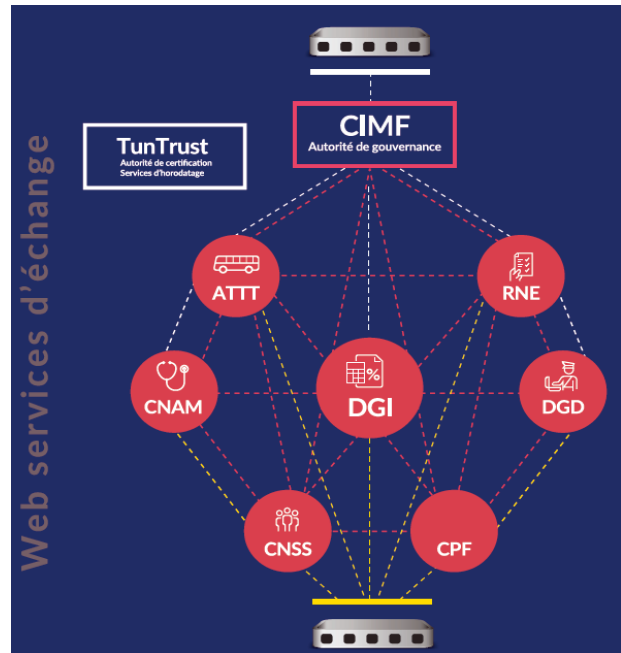 Web services d'échange
CIMF
Autorité de gouvernance
TunTrust
Autorité de certification
Services d'horodatage
ATTT
RNE
CNAM
%
DGI
DGD
CNSS
CPF